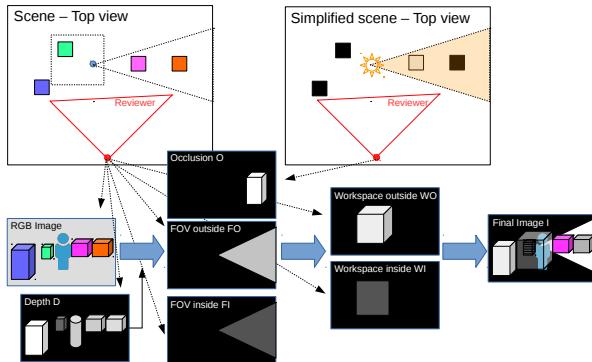 Scene – Top view
Simplified scene – Top view
Reviewer
Reviewer
Occlusion O
RGB Image
FOV outside FO
Workspace outside WO
Final Image I
Depth D
FOV inside FI
Workspace inside WI